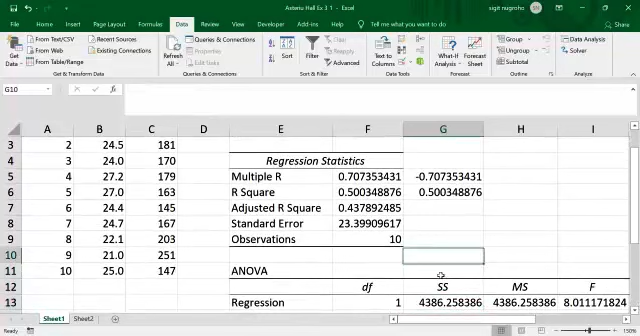 Asteriu Hall Ex 3 1 - Excel
sigit nugroho SN
File Home Insert Page Layout Formulas Data Review View Add-ins Help Tell me what you want to do Share
From Text/CSV Recent Sources
From Web Existing Connections
From Table/Range
Get & Transform Data
Refresh All
Queries & Connections
Properties
Edit Links
Queries & Connections
Sort Filter
Clear
Reapply
Advanced
Sort & Filter
Text to Columns
Data Tools
What-If Analysis
Forecast Sheet
Forecast
Group
Ungroup
Subtotal
Outline
Data Analysis
Solver
Analyze
G10 fx
A B C D E F G H I
3 2 24.5 181
4 3 24.0 170 Regression Statistics
5 4 27.2 179 Multiple R 0.707353431 -0.707353431
6 5 27.0 163 R Square 0.500348876 0.500348876
7 6 24.4 145 Adjusted R Square 0.437892485
8 7 24.7 167 Standard Error 23.39909617
9 8 22.1 203 Observations 10
10 9 21.0 251
11 10 25.0 147 ANOVA
12 df SS MS F
13 Regression 1 4386.258386 4386.258386 8.011171824
Sheet1 Sheet2
150%